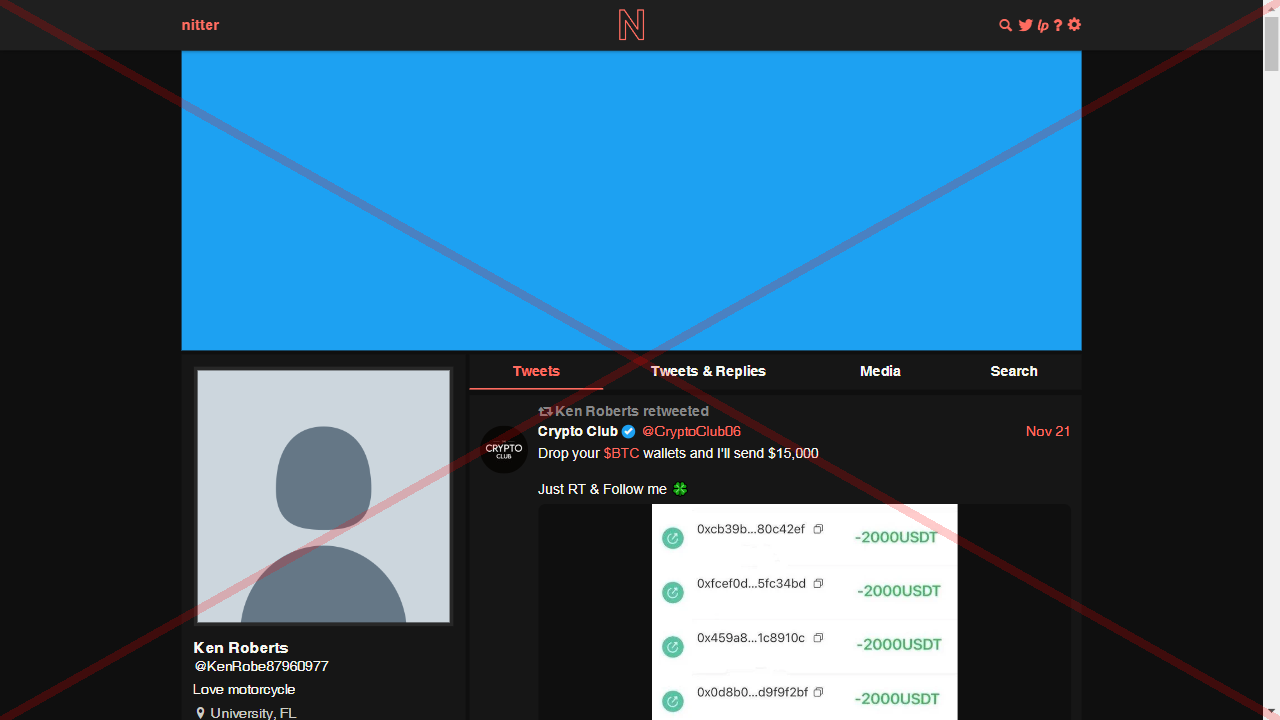 nitter
N
lp ?
Tweets
Tweets & Replies
Media
Search
Ken Roberts retweeted
Crypto Club @CryptoClub06
Nov 21
CRYPTO
CLUB
Drop your $BTC wallets and I'll send $15,000
Just RT & Follow me 🍀
0xcb39b...80c42ef
-2000USDT
0xfcef0d...5fc34bd
-2000USDT
0x459a8...1c8910c
-2000USDT
0x0d8b0...d9f9f2bf
-2000USDT
Ken Roberts
@KenRobe87960977
Love motorcycle
University, FL